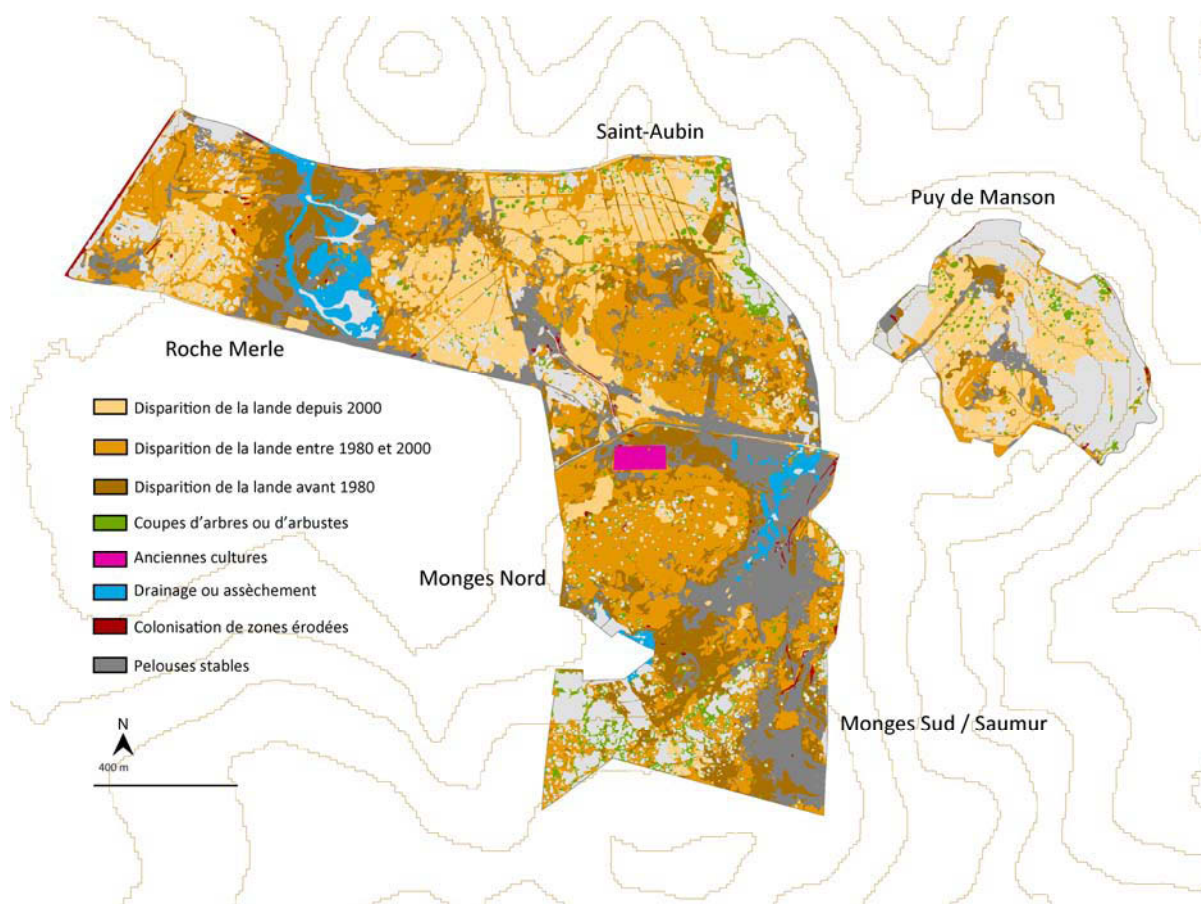 Saint-Aubin
Puy de Manson
Roche Merle
Disparition de la lande depuis 2000
Disparition de la lande entre 1980 et 2000
Disparition de la lande avant 1980
Coupes d'arbres ou d'arbustes
Anciennes cultures
Monges Nord
Drainage ou assèchement
Colonisation de zones érodées
Pelouses stables
Monges Sud / Saumur
N
400 m